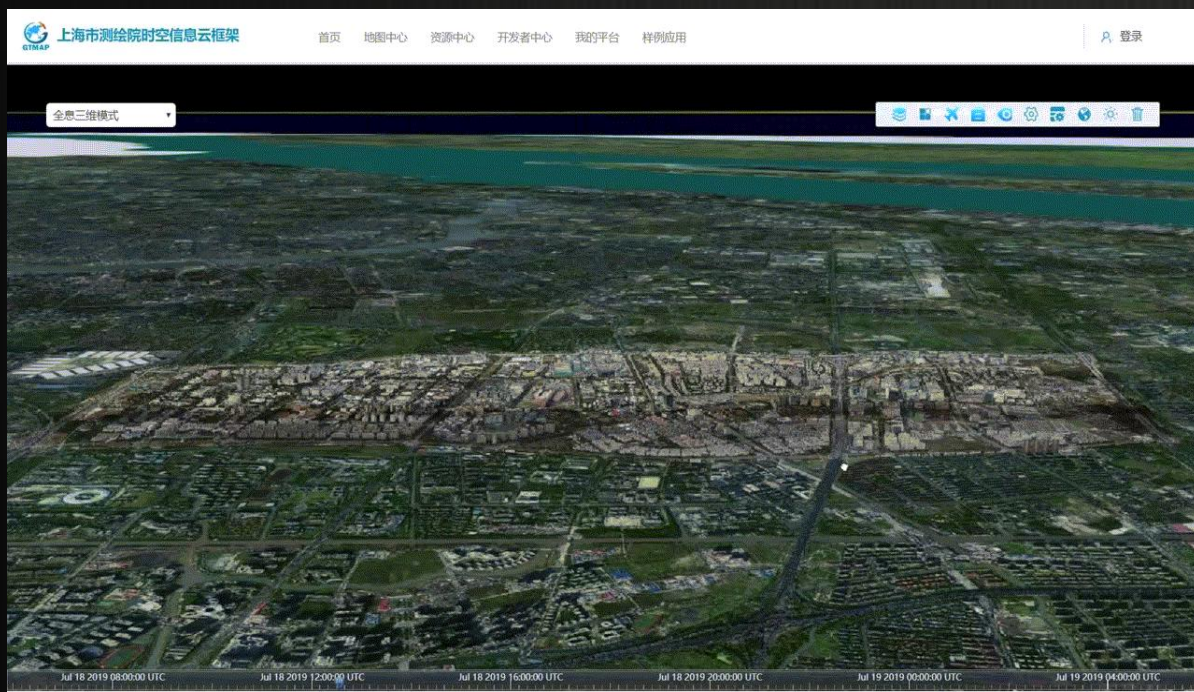 GTMAP
上海市测绘院时空信息云框架
首页 地图中心 资源中心 开发者中心 我的平台 样例应用
登录
全息三维模式
Jul 18 2019 08:00:00 UTC Jul 18 2019 12:00:00 UTC Jul 18 2019 16:00:00 UTC Jul 18 2019 20:00:00 UTC Jul 19 2019 00:00:00 UTC Jul 19 2019 04:00:00 UTC